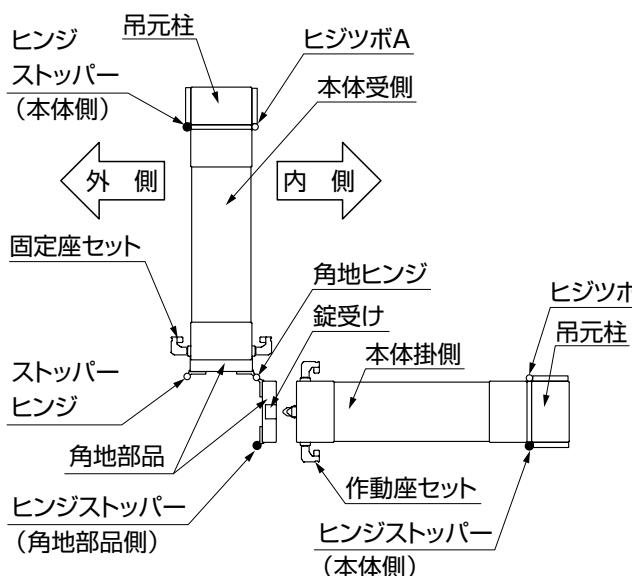 ヒンジ
ストッパー
（本体側）
吊元柱
ヒジツボA
本体受側
外 側
内 側
固定座セット
角地ヒンジ
錠受け
ヒジツボ
吊元柱
本体掛側
ストッパー
ヒンジ
角地部品
作動座セット
ヒンジストッパー
（角地部品側）
ヒンジストッパー
（本体側）